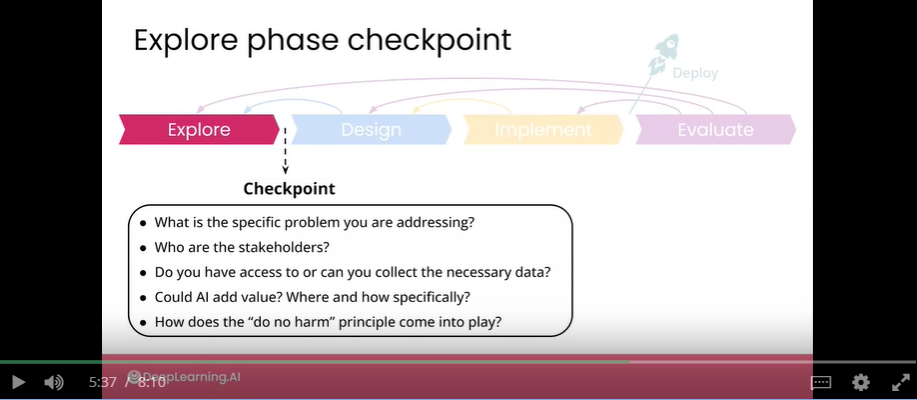 Explore phase checkpoint
Deploy
Explore
Design
Implement
Evaluate
Checkpoint
● What is the specific problem you are addressing?
● Who are the stakeholders?
● Do you have access to or can you collect the necessary data?
● Could AI add value? Where and how specifically?
● How does the “do no harm” principle come into play?
5:37 / 8:10
DeepLearning.AI